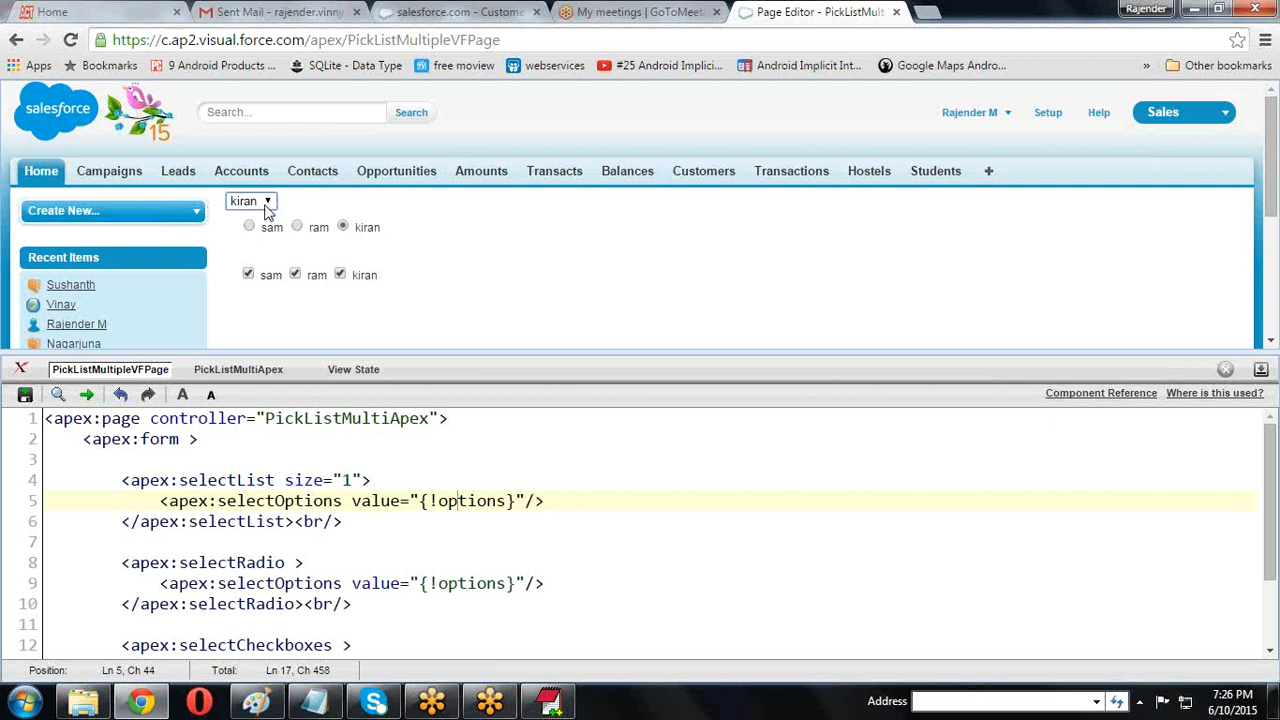 Home
Sent Mail - rajender.vinny
salesforce.com - Custome
My meetings | GoToMeet
Page Editor - PickListMult
Rajender
https://c.ap2.visual.force.com/apex/PickListMultipleVFPage
Apps
Bookmarks
9 Android Products ...
SQLite - Data Type
free moview
webservices
#25 Android Implici...
Android Implicit Int...
Google Maps Andro...
Other bookmarks
salesforce
15
Search...
Search
Rajender M
Setup
Help
Sales
Home Campaigns Leads Accounts Contacts Opportunities Amounts Transacts Balances Customers Transactions Hostels Students
Create New...
kiran
sam ram kiran
sam ram kiran
Recent Items
Sushanth
Vinay
Rajender M
Nagarjuna
PickListMultipleVFPage PickListMultiApex View State
A A
Component Reference Where is this used?
1 <apex:page controller="PickListMultiApex">
2 <apex:form >
3
4 <apex:selectList size="1">
5 <apex:selectOptions value="{!options}"/>
6 </apex:selectList><br/>
7
8 <apex:selectRadio >
9 <apex:selectOptions value="{!options}"/>
10 </apex:selectRadio><br/>
11
12 <apex:selectCheckboxes >
Position: Ln 5, Ch 44 Total: Ln 17, Ch 458
Address
7:26 PM
6/10/2015